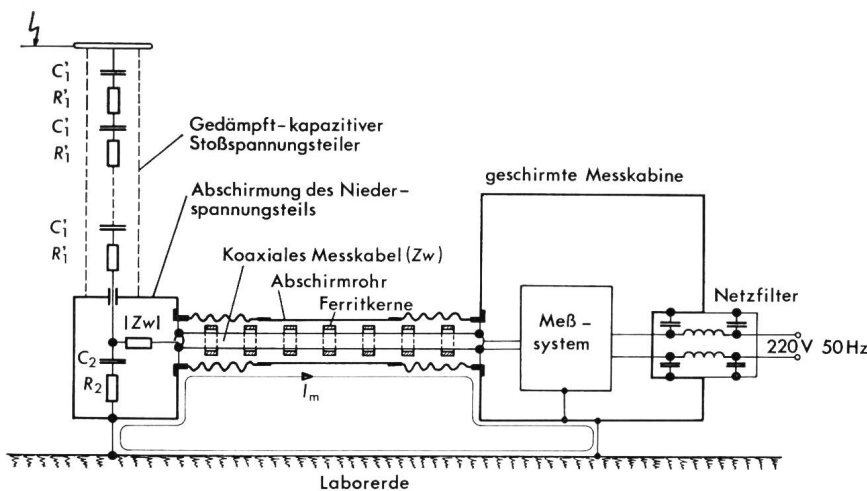 C₁'
R₁'
C₁'
R₁'
C₁'
R₁'
Gedämpft-kapazitiver
Stoßspannungsteiler
Abschirmung des Nieder-
spannungsteils
geschirmte Messkabine
Koaxiales Messkabel (Zw)
Abschirmrohr
Ferritkerne
|Zw|
C₂
R₂
Iₘ
Meß-
system
Netzfilter
220V 50Hz
Laborerde